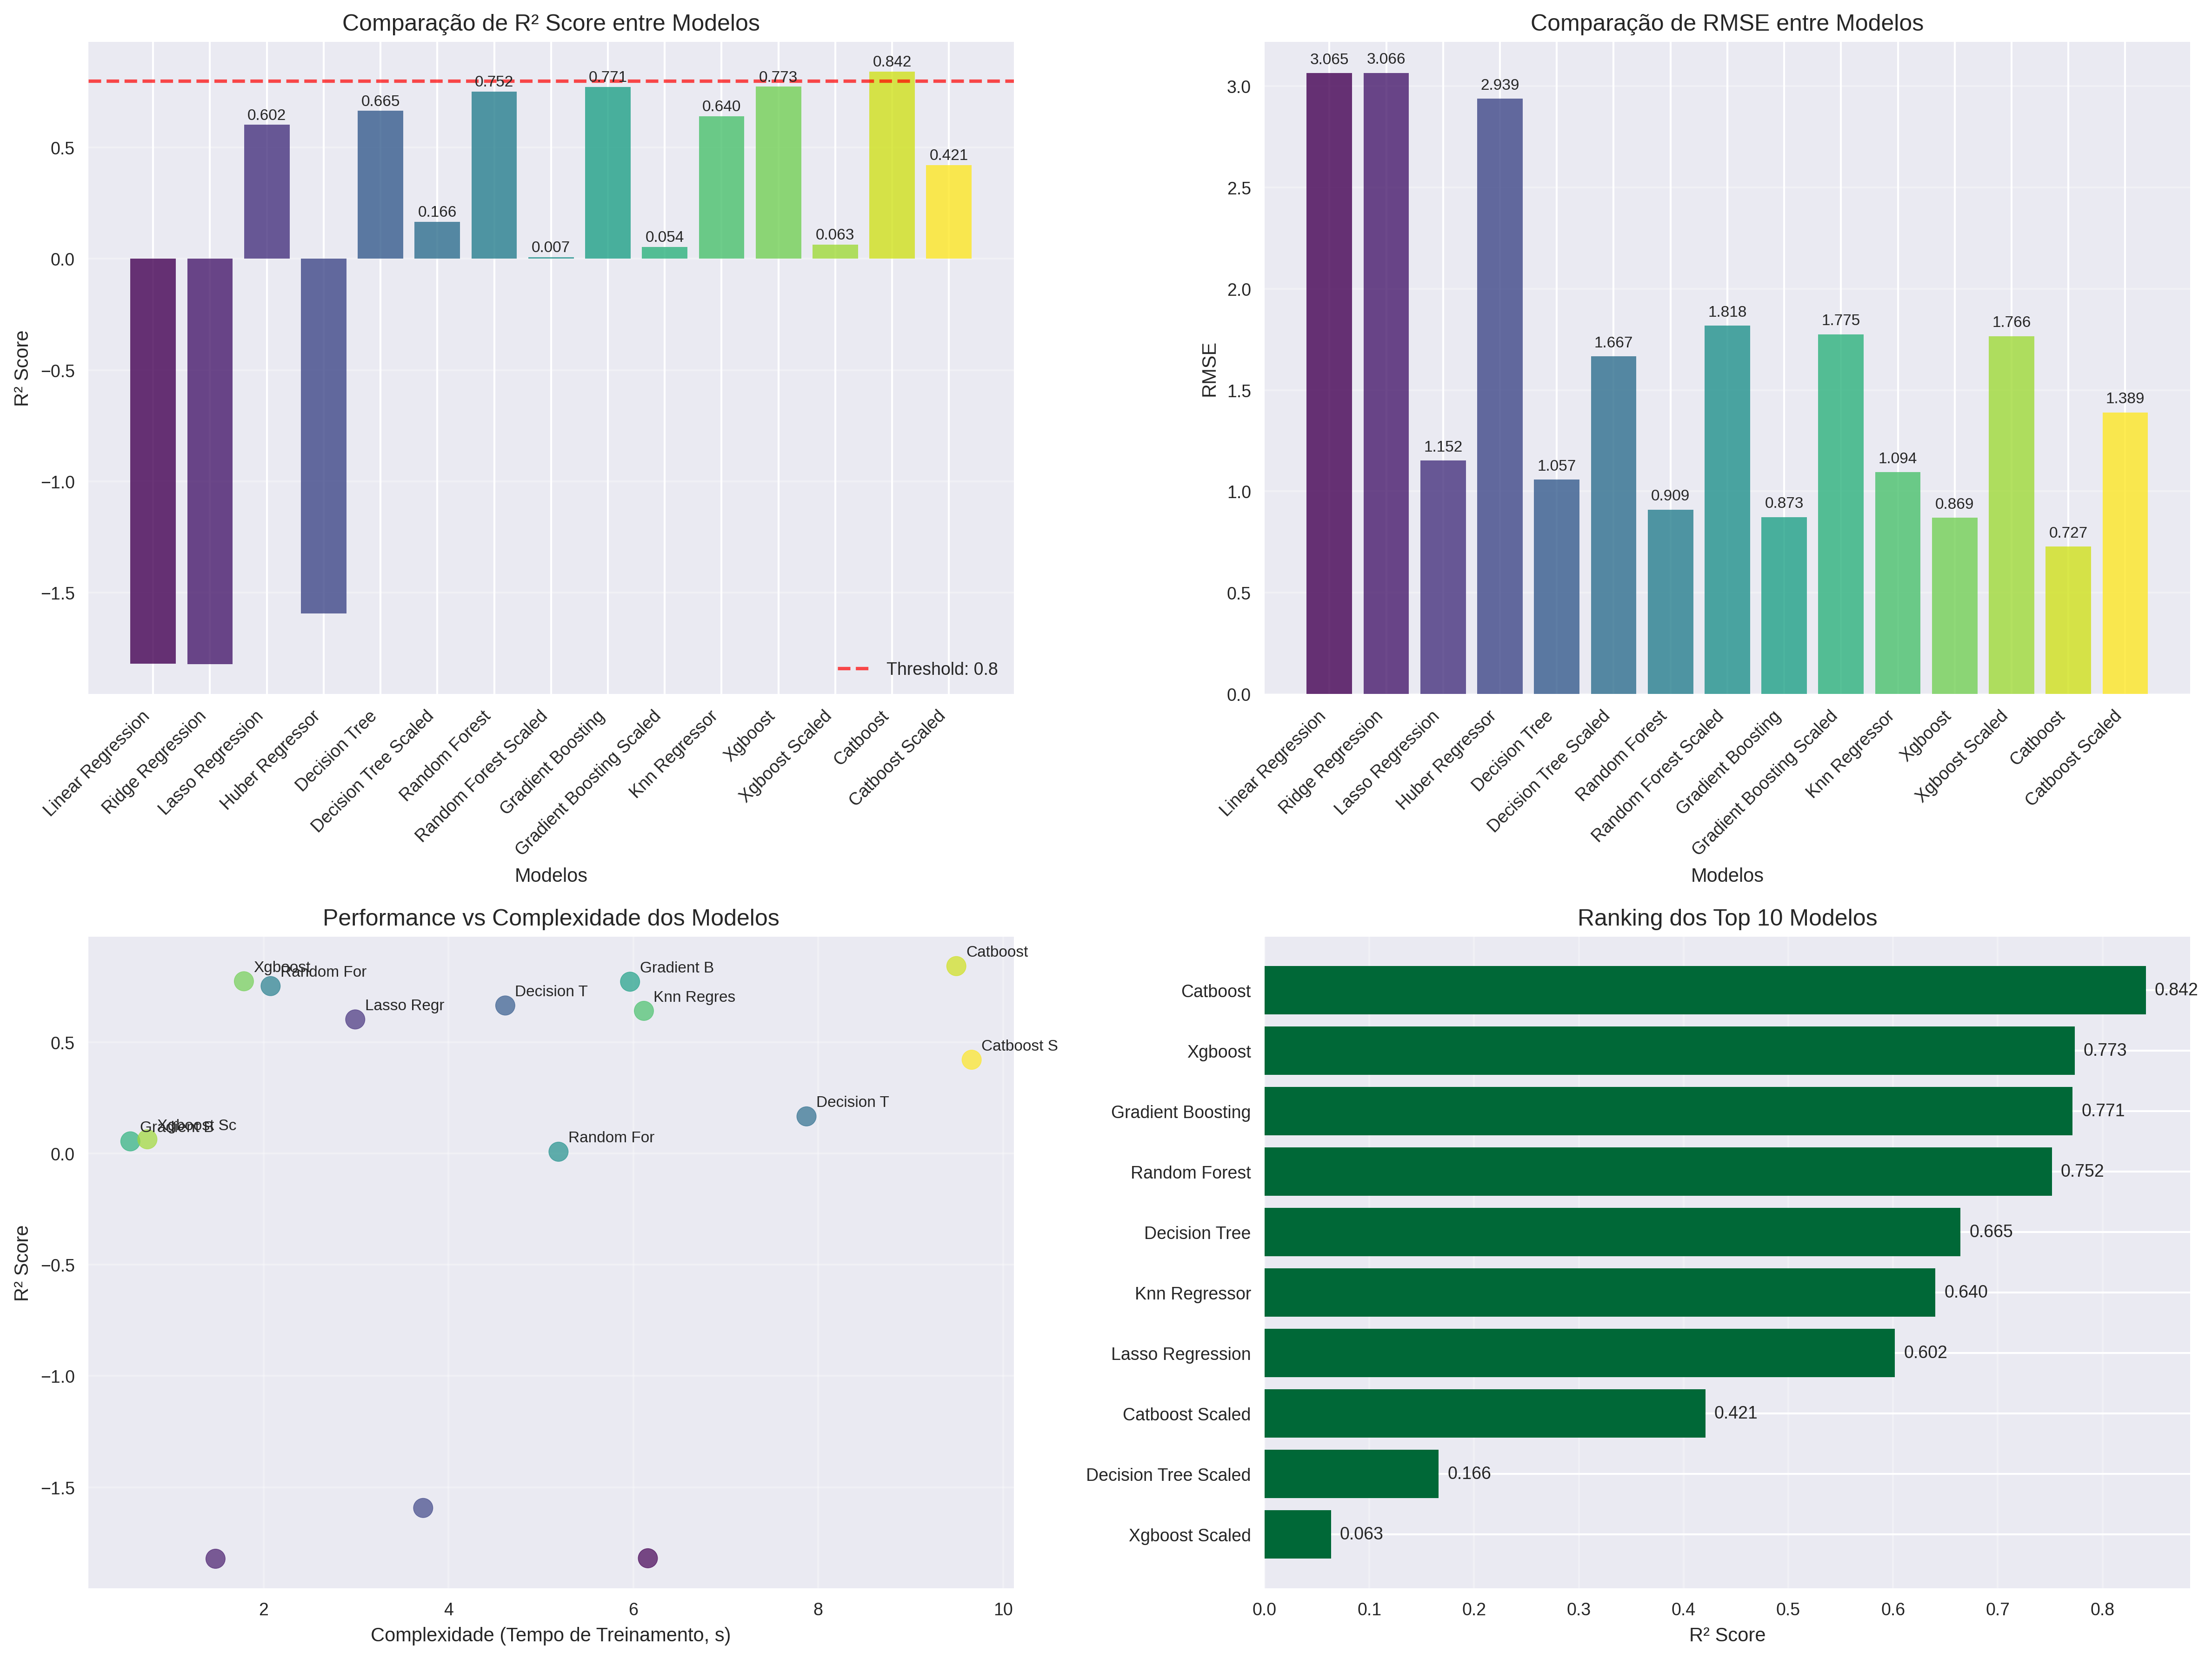 Comparação de R² Score entre Modelos
R² Score
0.5
0.0
−0.5
−1.0
−1.5
0.602
0.665
0.166
0.752
0.007
0.771
0.054
0.640
0.773
0.063
0.842
0.421
Threshold: 0.8
Linear Regression
Ridge Regression
Lasso Regression
Huber Regressor
Decision Tree
Decision Tree Scaled
Random Forest
Random Forest Scaled
Gradient Boosting
Gradient Boosting Scaled
Knn Regressor
Xgboost
Xgboost Scaled
Catboost
Catboost Scaled
Modelos
Comparação de RMSE entre Modelos
RMSE
3.0
2.5
2.0
1.5
1.0
0.5
0.0
3.065
3.066
1.152
2.939
1.057
1.667
0.909
1.818
0.873
1.775
1.094
0.869
1.766
0.727
1.389
Linear Regression
Ridge Regression
Lasso Regression
Huber Regressor
Decision Tree
Decision Tree Scaled
Random Forest
Random Forest Scaled
Gradient Boosting
Gradient Boosting Scaled
Knn Regressor
Xgboost
Xgboost Scaled
Catboost
Catboost Scaled
Modelos
Performance vs Complexidade dos Modelos
R² Score
0.5
0.0
−0.5
−1.0
−1.5
Xgboost
Random For
Lasso Regr
Decision T
Gradient B
Knn Regres
Catboost
Catboost S
Decision T
Random For
Gradient B
Xgboost Sc
2
4
6
8
10
Complexidade (Tempo de Treinamento, s)
Ranking dos Top 10 Modelos
Catboost 0.842
Xgboost 0.773
Gradient Boosting 0.771
Random Forest 0.752
Decision Tree 0.665
Knn Regressor 0.640
Lasso Regression 0.602
Catboost Scaled 0.421
Decision Tree Scaled 0.166
Xgboost Scaled 0.063
0.0
0.1
0.2
0.3
0.4
0.5
0.6
0.7
0.8
R² Score